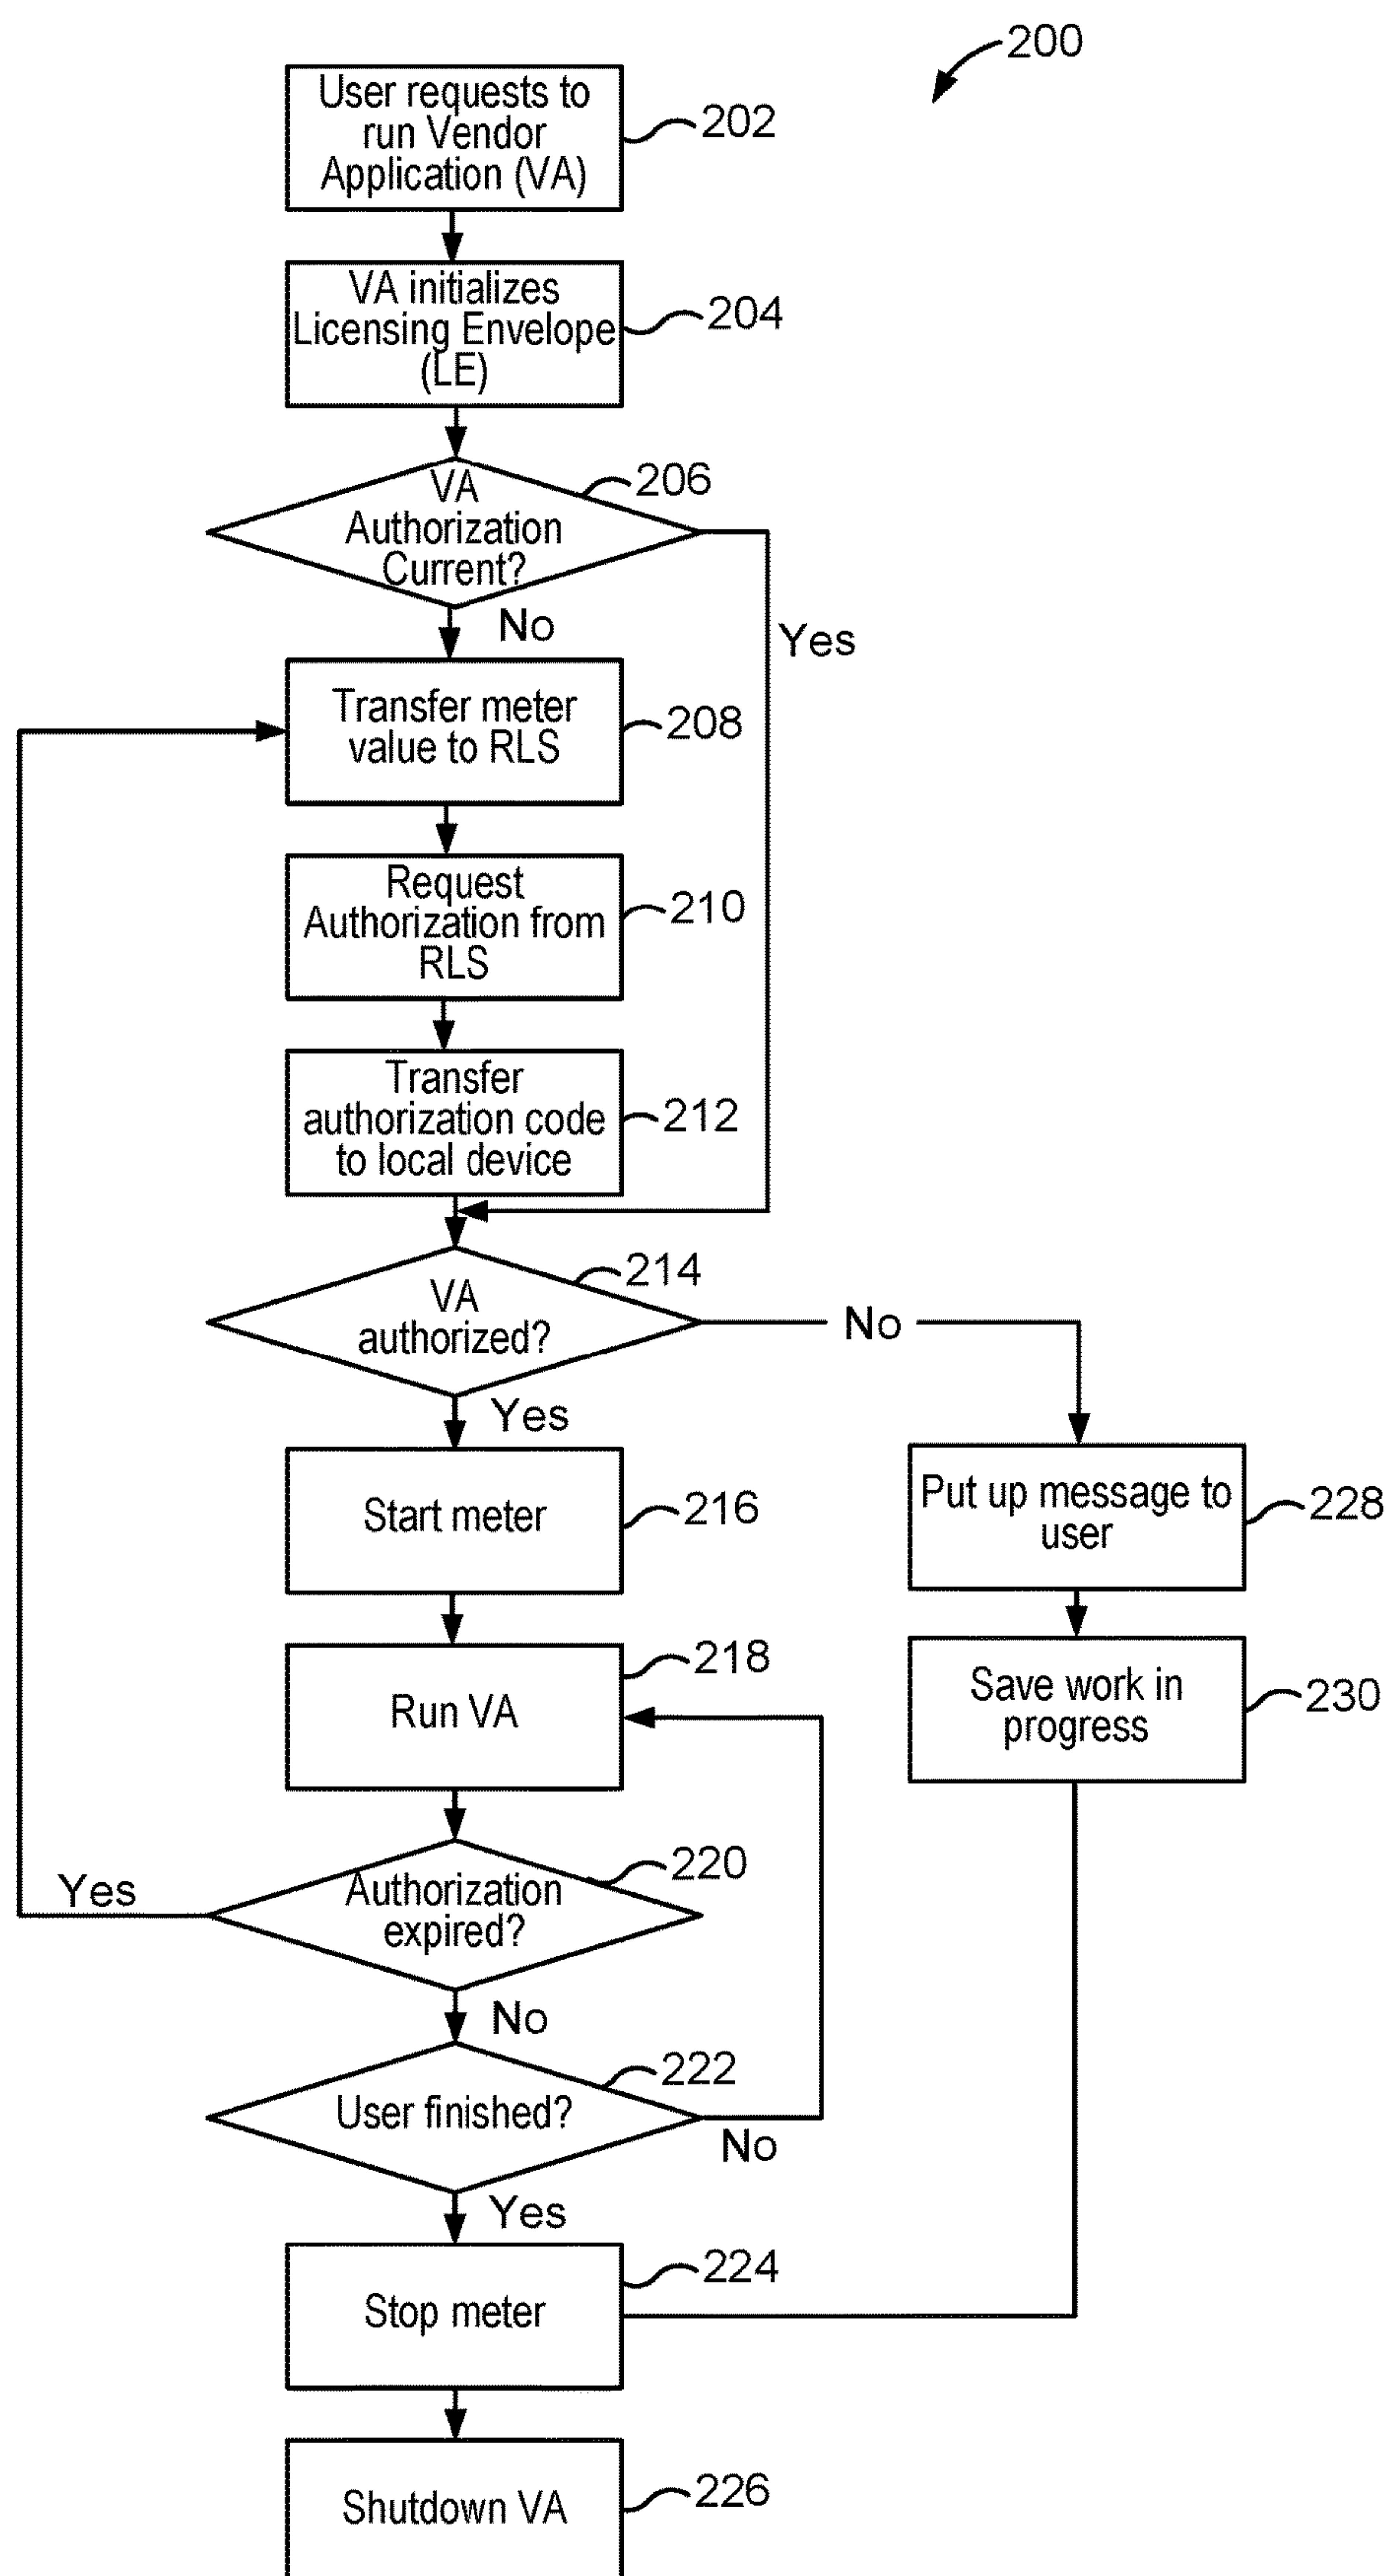 200
User requests to
run Vendor
Application (VA)
202
VA initializes
Licensing Envelope
(LE)
204
VA
Authorization
Current?
206
No
Yes
Transfer meter
value to RLS
208
Request
Authorization from
RLS
210
Transfer
authorization code
to local device
212
VA
authorized?
214
No
Yes
Start meter
216
Put up message to
user
228
Run VA
218
Save work in
progress
230
Authorization
expired?
220
Yes
No
User finished?
222
No
Yes
Stop meter
224
Shutdown VA
226